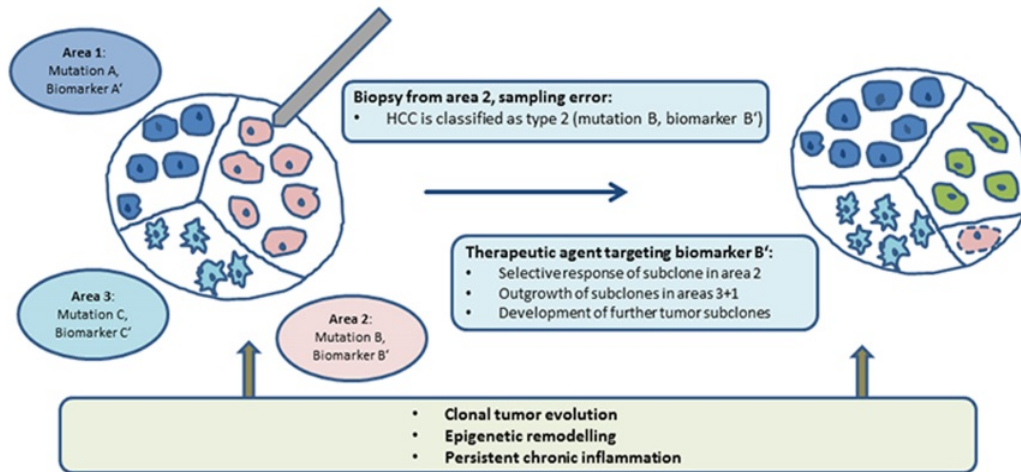 Area 1:
Mutation A,
Biomarker A‘
Biopsy from area 2, sampling error:
• HCC is classified as type 2 (mutation B, biomarker B‘)
Therapeutic agent targeting biomarker B‘:
• Selective response of subclone in area 2
• Outgrowth of subclones in areas 3+1
• Development of further tumor subclones
Area 3:
Mutation C,
Biomarker C‘
Area 2:
Mutation B,
Biomarker B‘
• Clonal tumor evolution
• Epigenetic remodelling
• Persistent chronic inflammation